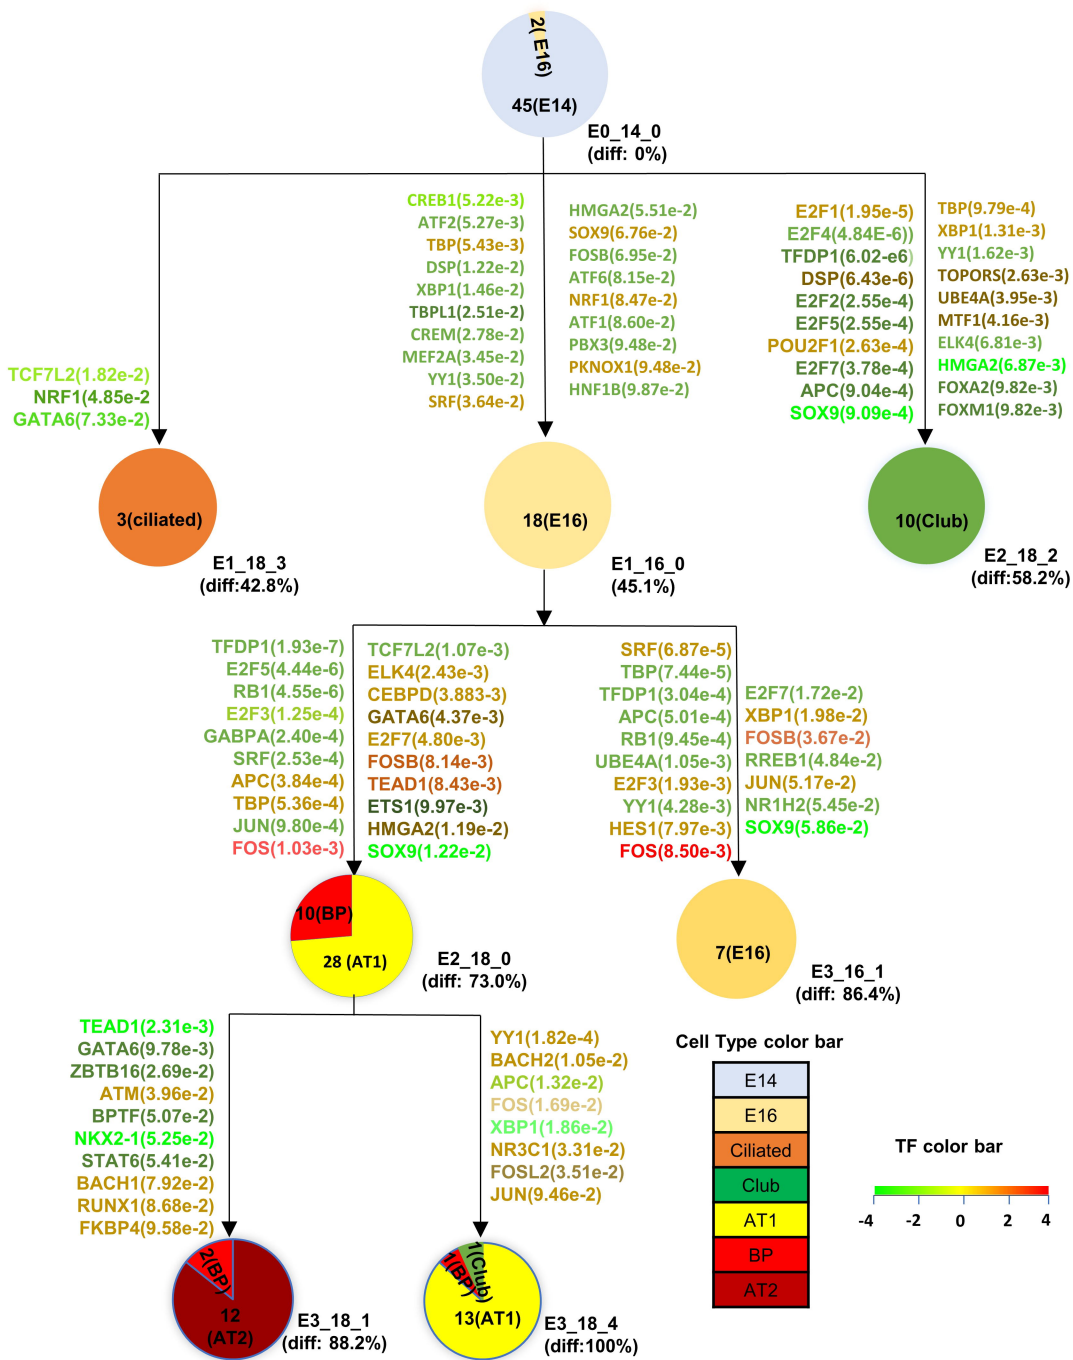 2( E16)
45(E14)
E0_14_0
(diff: 0%)
CREB1(5.22e-3)
ATF2(5.27e-3)
TBP(5.43e-3)
DSP(1.22e-2)
XBP1(1.46e-2)
TBPL1(2.51e-2)
CREM(2.78e-2)
MEF2A(3.45e-2)
YY1(3.50e-2)
SRF(3.64e-2)
HMGA2(5.51e-2)
SOX9(6.76e-2)
FOSB(6.95e-2)
ATF6(8.15e-2)
NRF1(8.47e-2)
ATF1(8.60e-2)
PBX3(9.48e-2)
PKNOX1(9.48e-2)
HNF1B(9.87e-2)
E2F1(1.95e-5)
E2F4(4.84E-6))
TFDP1(6.02-e6)
DSP(6.43e-6)
E2F2(2.55e-4)
E2F5(2.55e-4)
POU2F1(2.63e-4)
E2F7(3.78e-4)
APC(9.04e-4)
SOX9(9.09e-4)
TBP(9.79e-4)
XBP1(1.31e-3)
YY1(1.62e-3)
TOPORS(2.63e-3)
UBE4A(3.95e-3)
MTF1(4.16e-3)
ELK4(6.81e-3)
HMGA2(6.87e-3)
FOXA2(9.82e-3)
FOXM1(9.82e-3)
TCF7L2(1.82e-2)
NRF1(4.85e-2
GATA6(7.33e-2)
3(ciliated)
E1_18_3
(diff:42.8%)
18(E16)
E1_16_0
(45.1%)
10(Club)
E2_18_2
(diff:58.2%)
TFDP1(1.93e-7)
E2F5(4.44e-6)
RB1(4.55e-6)
E2F3(1.25e-4)
GABPA(2.40e-4)
SRF(2.53e-4)
APC(3.84e-4)
TBP(5.36e-4)
JUN(9.80e-4)
FOS(1.03e-3)
TCF7L2(1.07e-3)
ELK4(2.43e-3)
CEBPD(3.883-3)
GATA6(4.37e-3)
E2F7(4.80e-3)
FOSB(8.14e-3)
TEAD1(8.43e-3)
ETS1(9.97e-3)
HMGA2(1.19e-2)
SOX9(1.22e-2)
SRF(6.87e-5)
TBP(7.44e-5)
TFDP1(3.04e-4)
APC(5.01e-4)
RB1(9.45e-4)
UBE4A(1.05e-3)
E2F3(1.93e-3)
YY1(4.28e-3)
HES1(7.97e-3)
FOS(8.50e-3)
E2F7(1.72e-2)
XBP1(1.98e-2)
FOSB(3.67e-2)
RREB1(4.84e-2)
JUN(5.17e-2)
NR1H2(5.45e-2)
SOX9(5.86e-2)
10(BP)
28 (AT1)
E2_18_0
(diff: 73.0%)
7(E16)
E3_16_1
(diff: 86.4%)
TEAD1(2.31e-3)
GATA6(9.78e-3)
ZBTB16(2.69e-2)
ATM(3.96e-2)
BPTF(5.07e-2)
NKX2-1(5.25e-2)
STAT6(5.41e-2)
BACH1(7.92e-2)
RUNX1(8.68e-2)
FKBP4(9.58e-2)
YY1(1.82e-4)
BACH2(1.05e-2)
APC(1.32e-2)
FOS(1.69e-2)
XBP1(1.86e-2)
NR3C1(3.31e-2)
FOSL2(3.51e-2)
JUN(9.46e-2)
2(BP)
12
(AT2)
E3_18_1
(diff: 88.2%)
1(BP)
1(Club)
13(AT1)
E3_18_4
(diff:100%)
Cell Type color bar
E14
E16
Ciliated
Club
AT1
BP
AT2
TF color bar
-4 -2 0 2 4